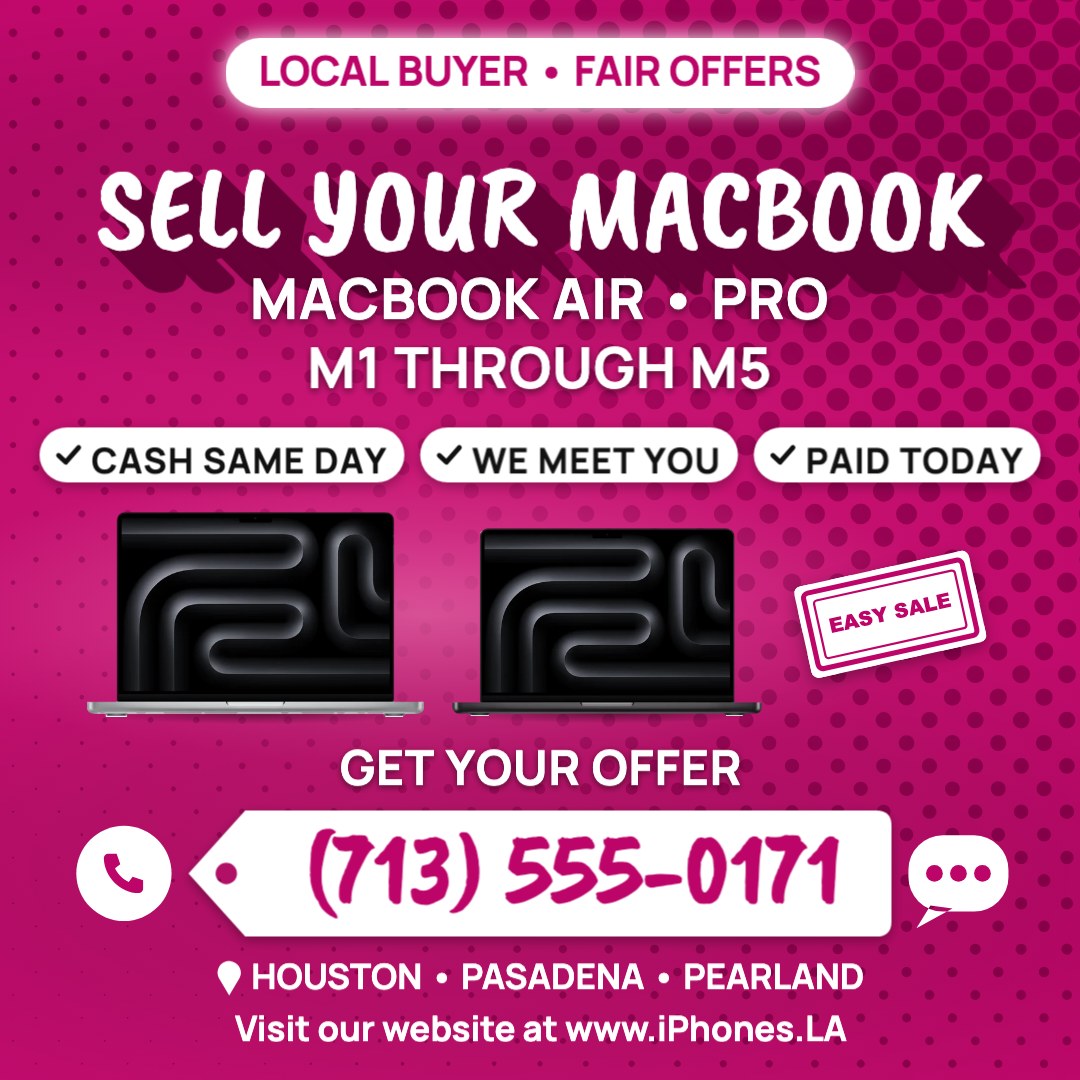 LOCAL BUYER • FAIR OFFERS
SELL YOUR MACBOOK
MACBOOK AIR • PRO
M1 THROUGH M5
✓ CASH SAME DAY ✓ WE MEET YOU ✓ PAID TODAY
EASY SALE
GET YOUR OFFER
(713) 555-0171
HOUSTON • PASADENA • PEARLAND
Visit our website at www.iPhones.LA